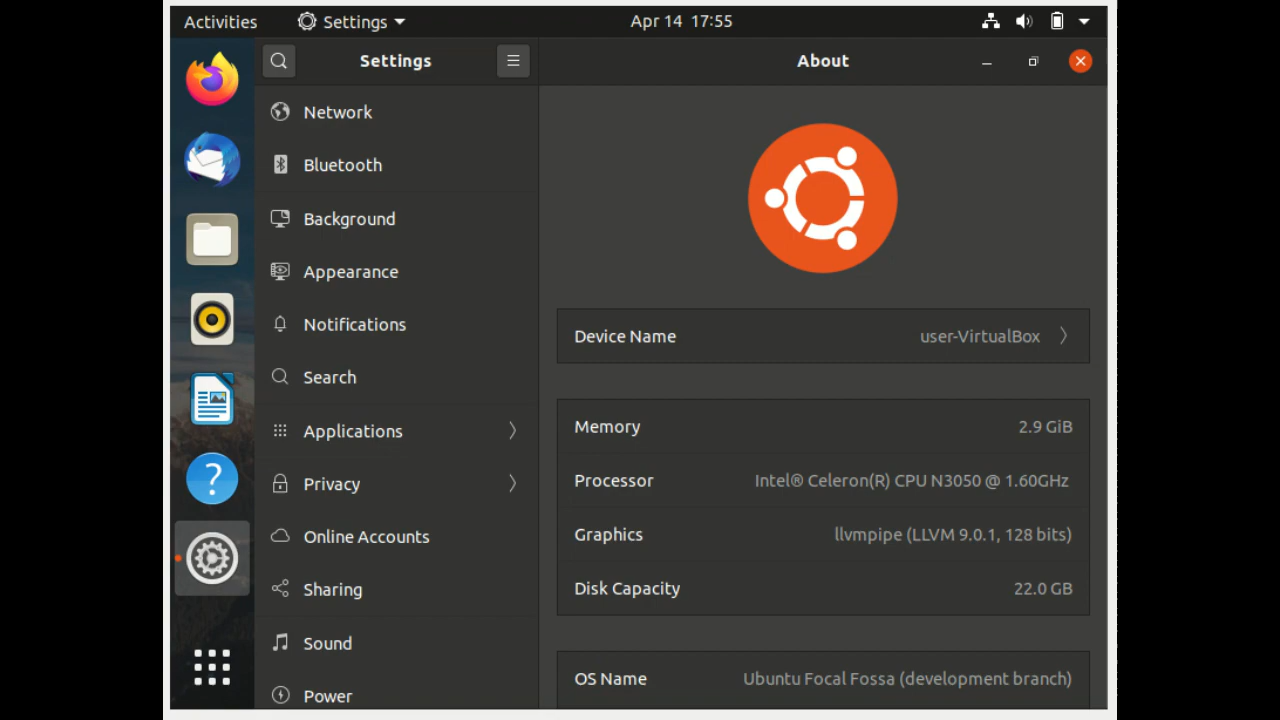 Activities Settings Apr 14 17:55
Settings About
Network
Bluetooth
Background
Appearance
Notifications
Search
Applications
Privacy
Online Accounts
Sharing
Sound
Power
Device Name user-VirtualBox
Memory 2.9 GiB
Processor Intel® Celeron(R) CPU N3050 @ 1.60GHz
Graphics llvmpipe (LLVM 9.0.1, 128 bits)
Disk Capacity 22.0 GB
OS Name Ubuntu Focal Fossa (development branch)